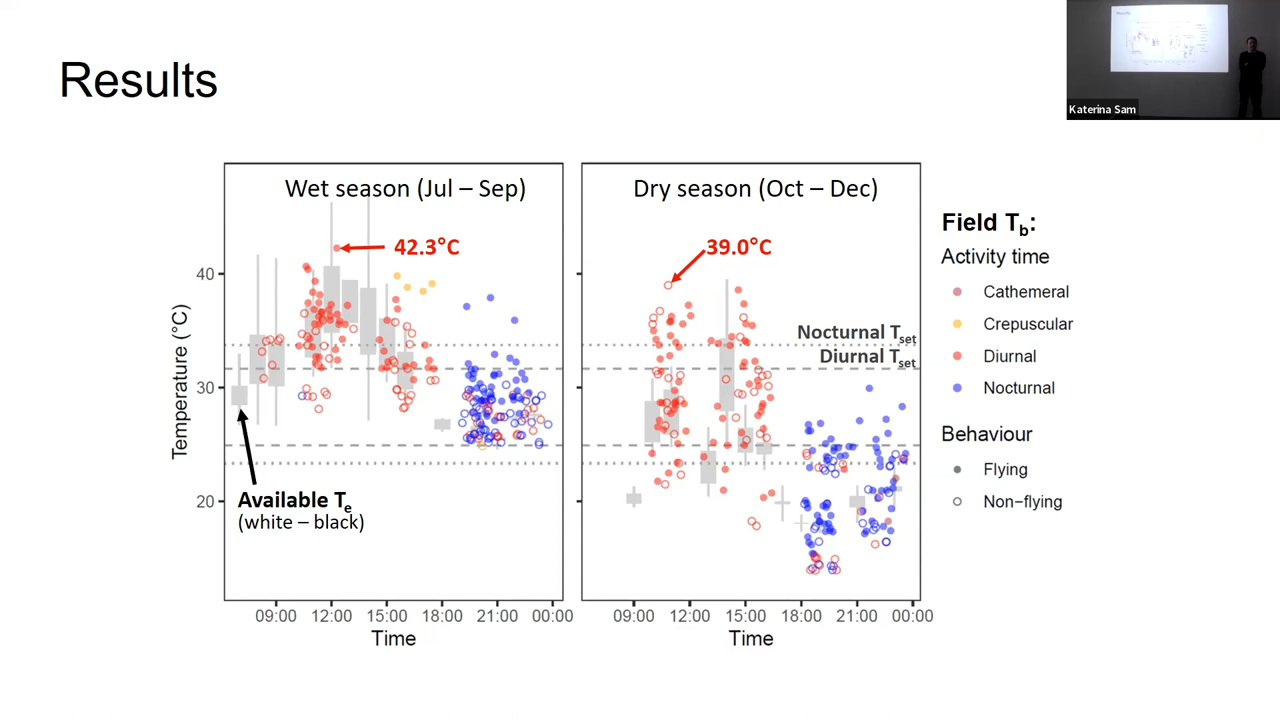 Results
Katerina Sam
Wet season (Jul – Sep)
42.3°C
40
30
20
Temperature (°C)
Available Te
(white – black)
09:00 12:00 15:00 18:00 21:00 00:00
Time
Dry season (Oct – Dec)
39.0°C
Nocturnal Tset
Diurnal Tset
09:00 12:00 15:00 18:00 21:00 00:00
Time
Field Tb:
Activity time
Cathemeral
Crepuscular
Diurnal
Nocturnal
Behaviour
Flying
Non–flying